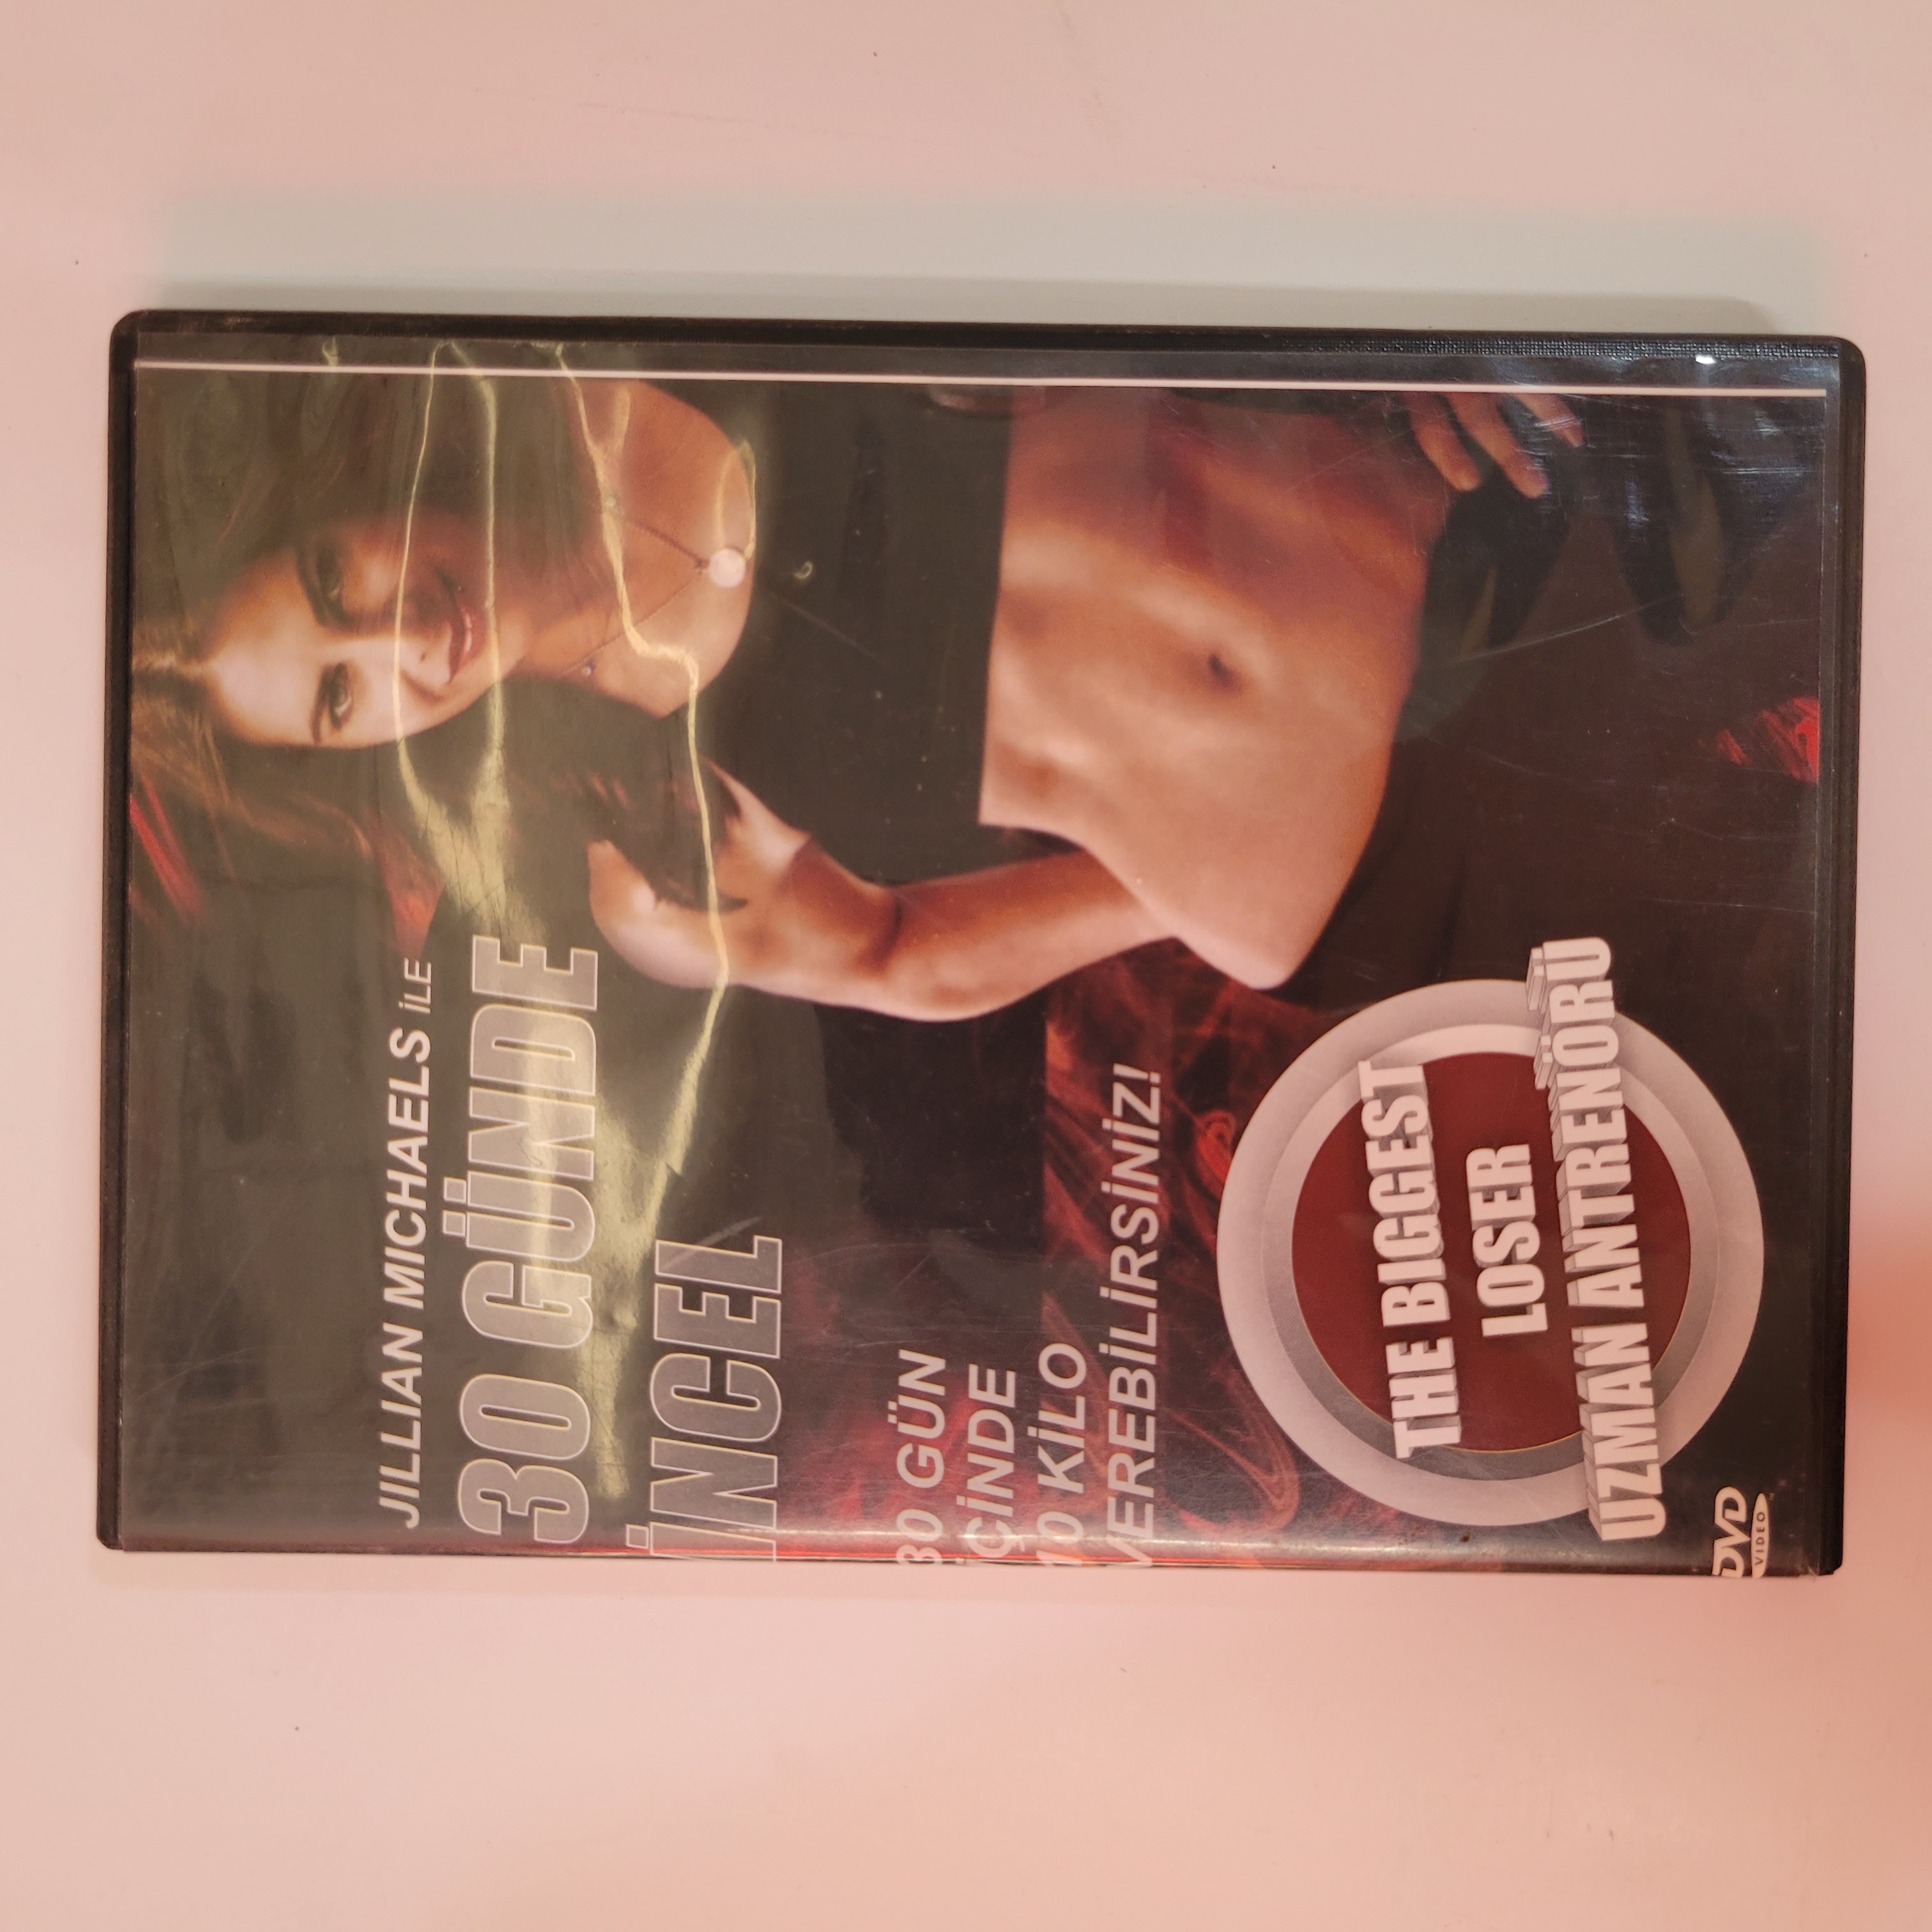 JILLIAN MICHAELS İLE
30 GÜNDE
İNCEL
30 GÜN
İÇİNDE
10 KİLO
VEREBİLİRSİNİZ!
THE BIGGEST
LOSER
UZMAN ANTRENÖRÜ
DVD
VIDEO